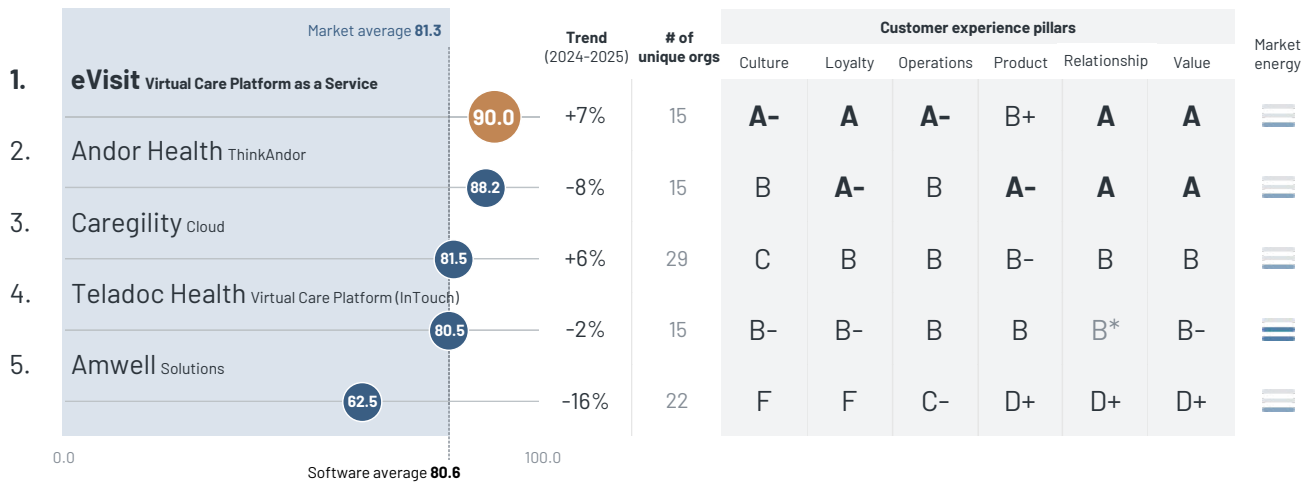 Market average 81.3
Trend (2024-2025)
# of unique orgs
Customer experience pillars
Culture Loyalty Operations Product Relationship Value
Market energy
1. eVisit Virtual Care Platform as a Service
90.0 +7% 15 A- A A- B+ A A
2. Andor Health ThinkAndor
88.2 -8% 15 B A- B A- A A
3. Caregility Cloud
81.5 +6% 29 C B B B- B B
4. Teladoc Health Virtual Care Platform (InTouch)
80.5 -2% 15 B- B- B B B* B-
5. Amwell Solutions
62.5 -16% 22 F F C- D+ D+ D+
0.0 100.0
Software average 80.6